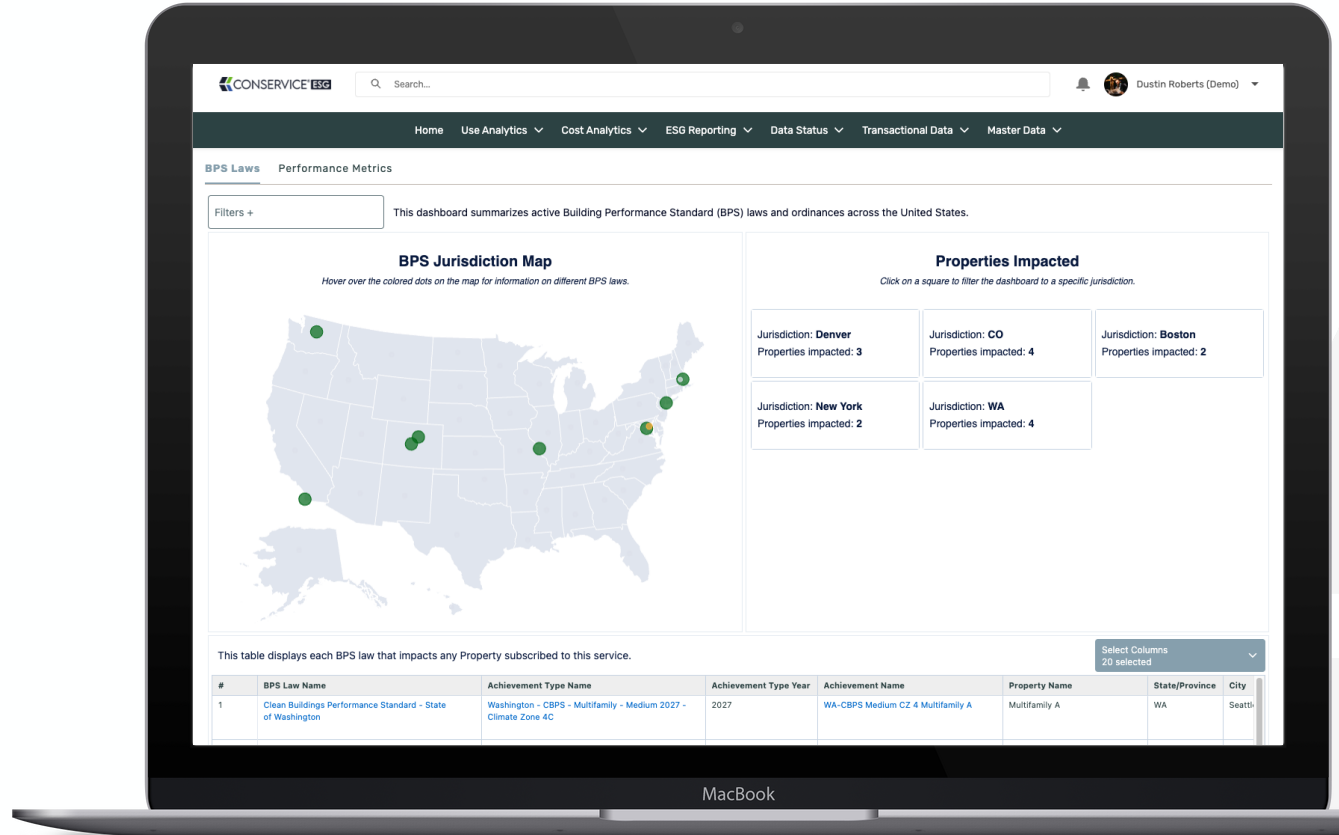 CONSERVICE® ESG
Search...
Dustin Roberts (Demo)
Home Use Analytics Cost Analytics ESG Reporting Data Status Transactional Data Master Data
BPS Laws Performance Metrics
Filters +
This dashboard summarizes active Building Performance Standard (BPS) laws and ordinances across the United States.
BPS Jurisdiction Map
Hover over the colored dots on the map for information on different BPS laws.
Properties Impacted
Click on a square to filter the dashboard to a specific jurisdiction.
Jurisdiction: Denver
Properties impacted: 3
Jurisdiction: CO
Properties impacted: 4
Jurisdiction: Boston
Properties impacted: 2
Jurisdiction: New York
Properties impacted: 2
Jurisdiction: WA
Properties impacted: 4
This table displays each BPS law that impacts any Property subscribed to this service.
Select Columns
20 selected
# BPS Law Name Achievement Type Name Achievement Type Year Achievement Name Property Name State/Province City
1 Clean Buildings Performance Standard - State Washington - CBPS - Multifamily - Medium 2027 - 2027 WA-CBPS Medium CZ 4 Multifamily A Multifamily A WA Seattl
of Washington Climate Zone 4C
MacBook